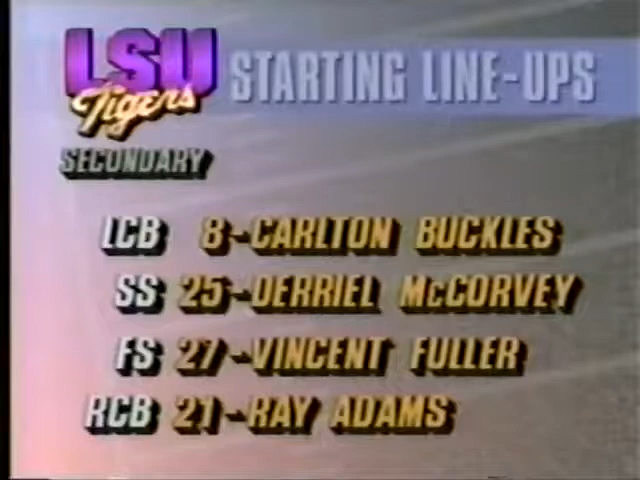 LSU
Tigers
STARTING LINE-UPS
SECONDARY
LCB 8-CARLTON BUCKLES
SS 25-DERRIEL McCORVEY
FS 27-VINCENT FULLER
RCB 21-RAY ADAMS